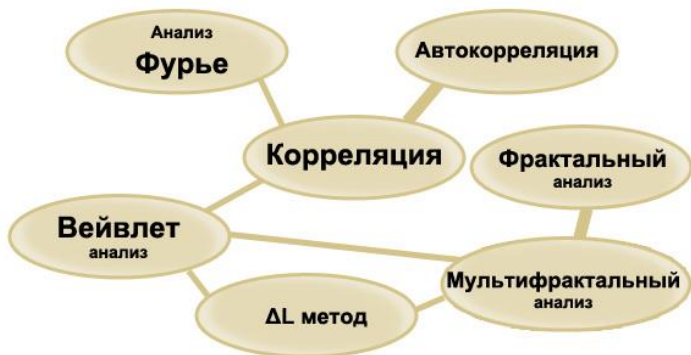 Анализ
Фурье
Автокорреляция
Корреляция
Фрактальный
анализ
Вейвлет
анализ
Мультифрактальный
анализ
ΔL метод